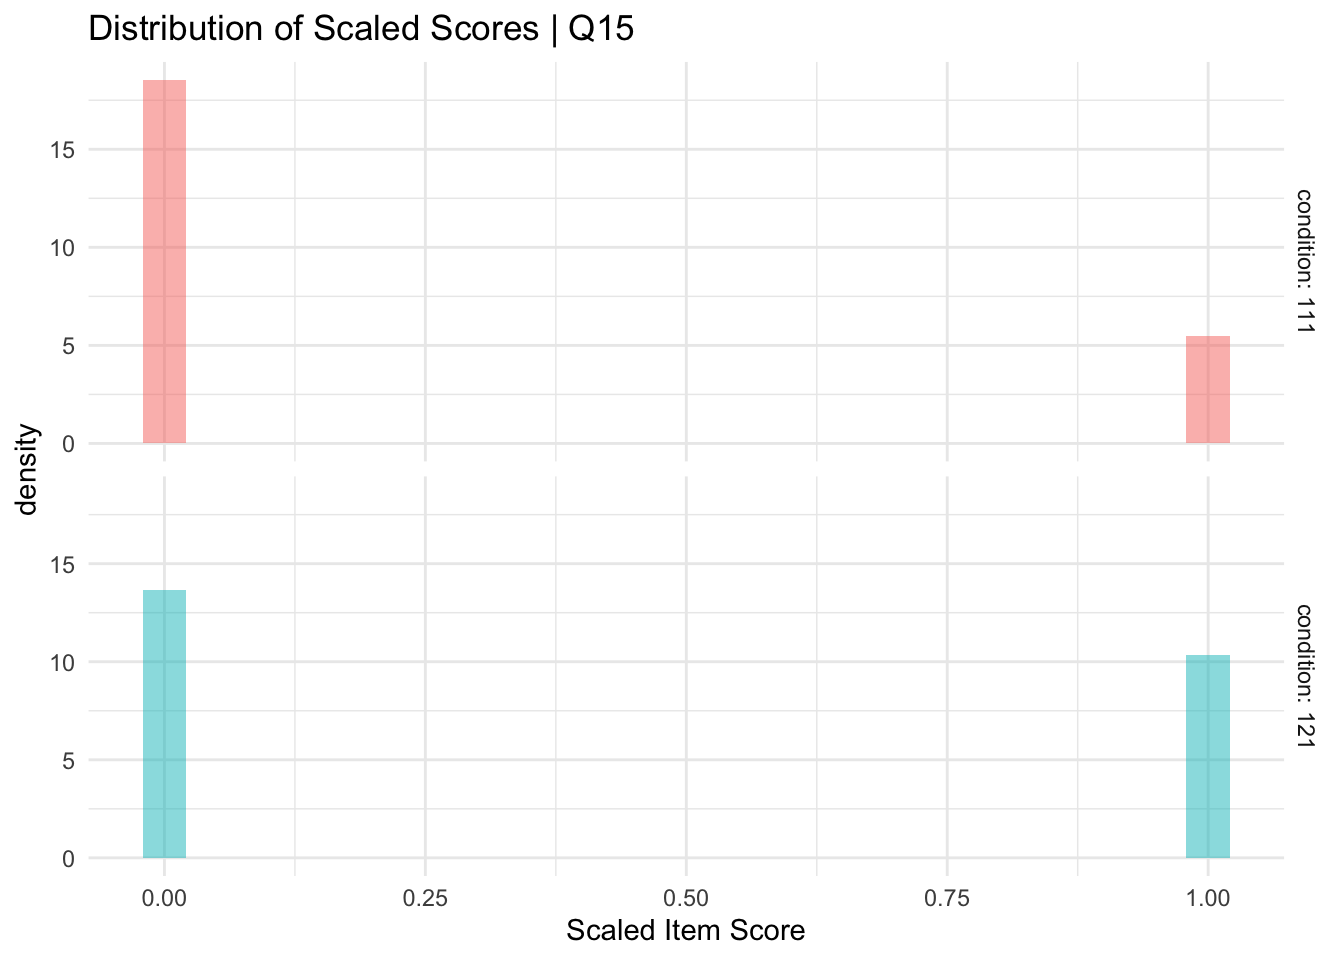 Distribution of Scaled Scores | Q15
density
15
10
5
0
condition: 111
15
10
5
0
condition: 121
0.00 0.25 0.50 0.75 1.00
Scaled Item Score